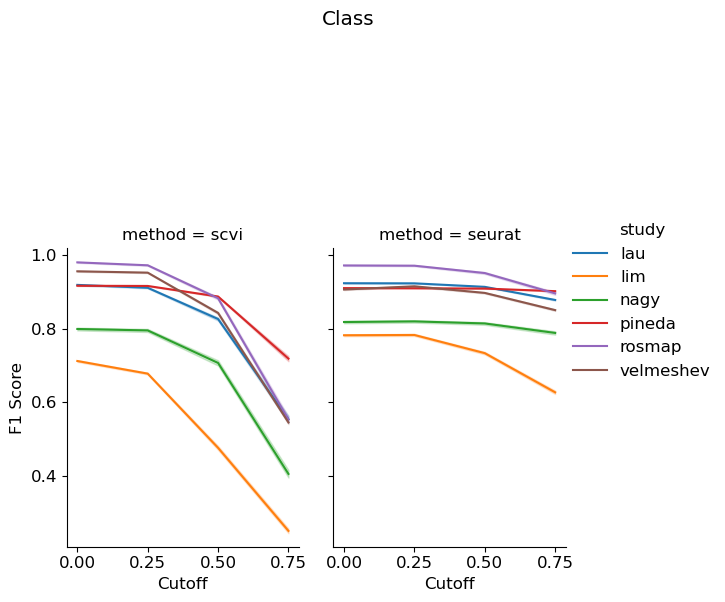 Class
method = scvi
method = seurat
study
lau
lim
nagy
pineda
rosmap
velmeshev
F1 Score
1.0
0.8
0.6
0.4
0.00 0.25 0.50 0.75
0.00 0.25 0.50 0.75
Cutoff
Cutoff